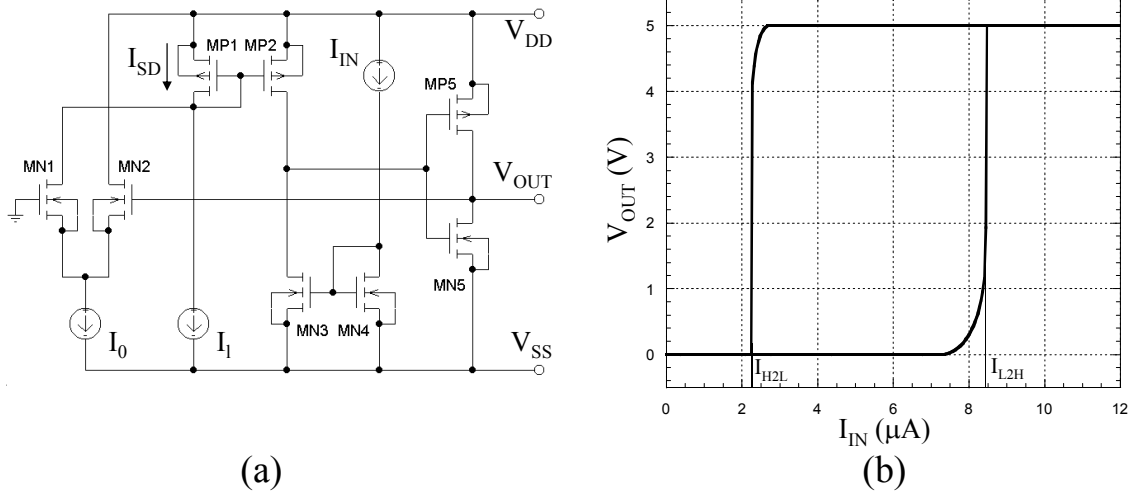 V_DD
MP1
MP2
I_SD
I_IN
MP5
MN1
MN2
V_OUT
MN5
MN3
MN4
I_0
I_1
V_SS
(a)
V_OUT (V)
5
4
3
2
1
0
I_H2L
I_L2H
0 2 4 6 8 10 12
I_IN (μA)
(b)